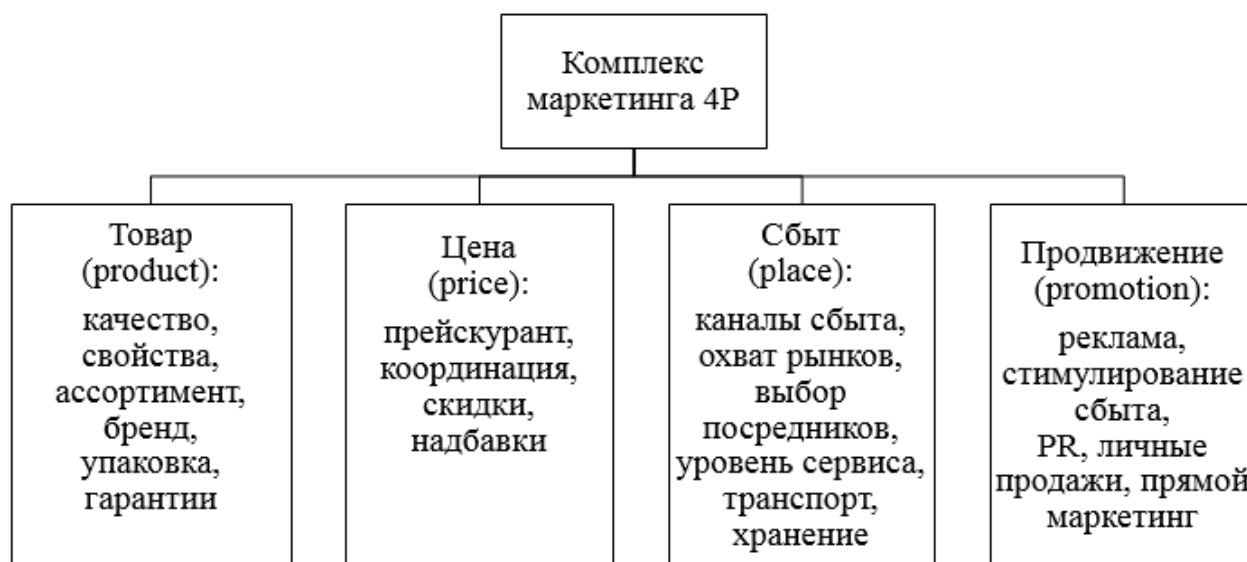 Комплекс
маркетинга 4P
Товар
(product):
качество,
свойства,
ассортимент,
бренд,
упаковка,
гарантии
Цена
(price):
прейскурант,
координация,
скидки,
надбавки
Сбыт
(place):
каналы сбыта,
охват рынков,
выбор
посредников,
уровень сервиса,
транспорт,
хранение
Продвижение
(promotion):
реклама,
стимулирование
сбыта,
PR, личные
продажи, прямой
маркетинг